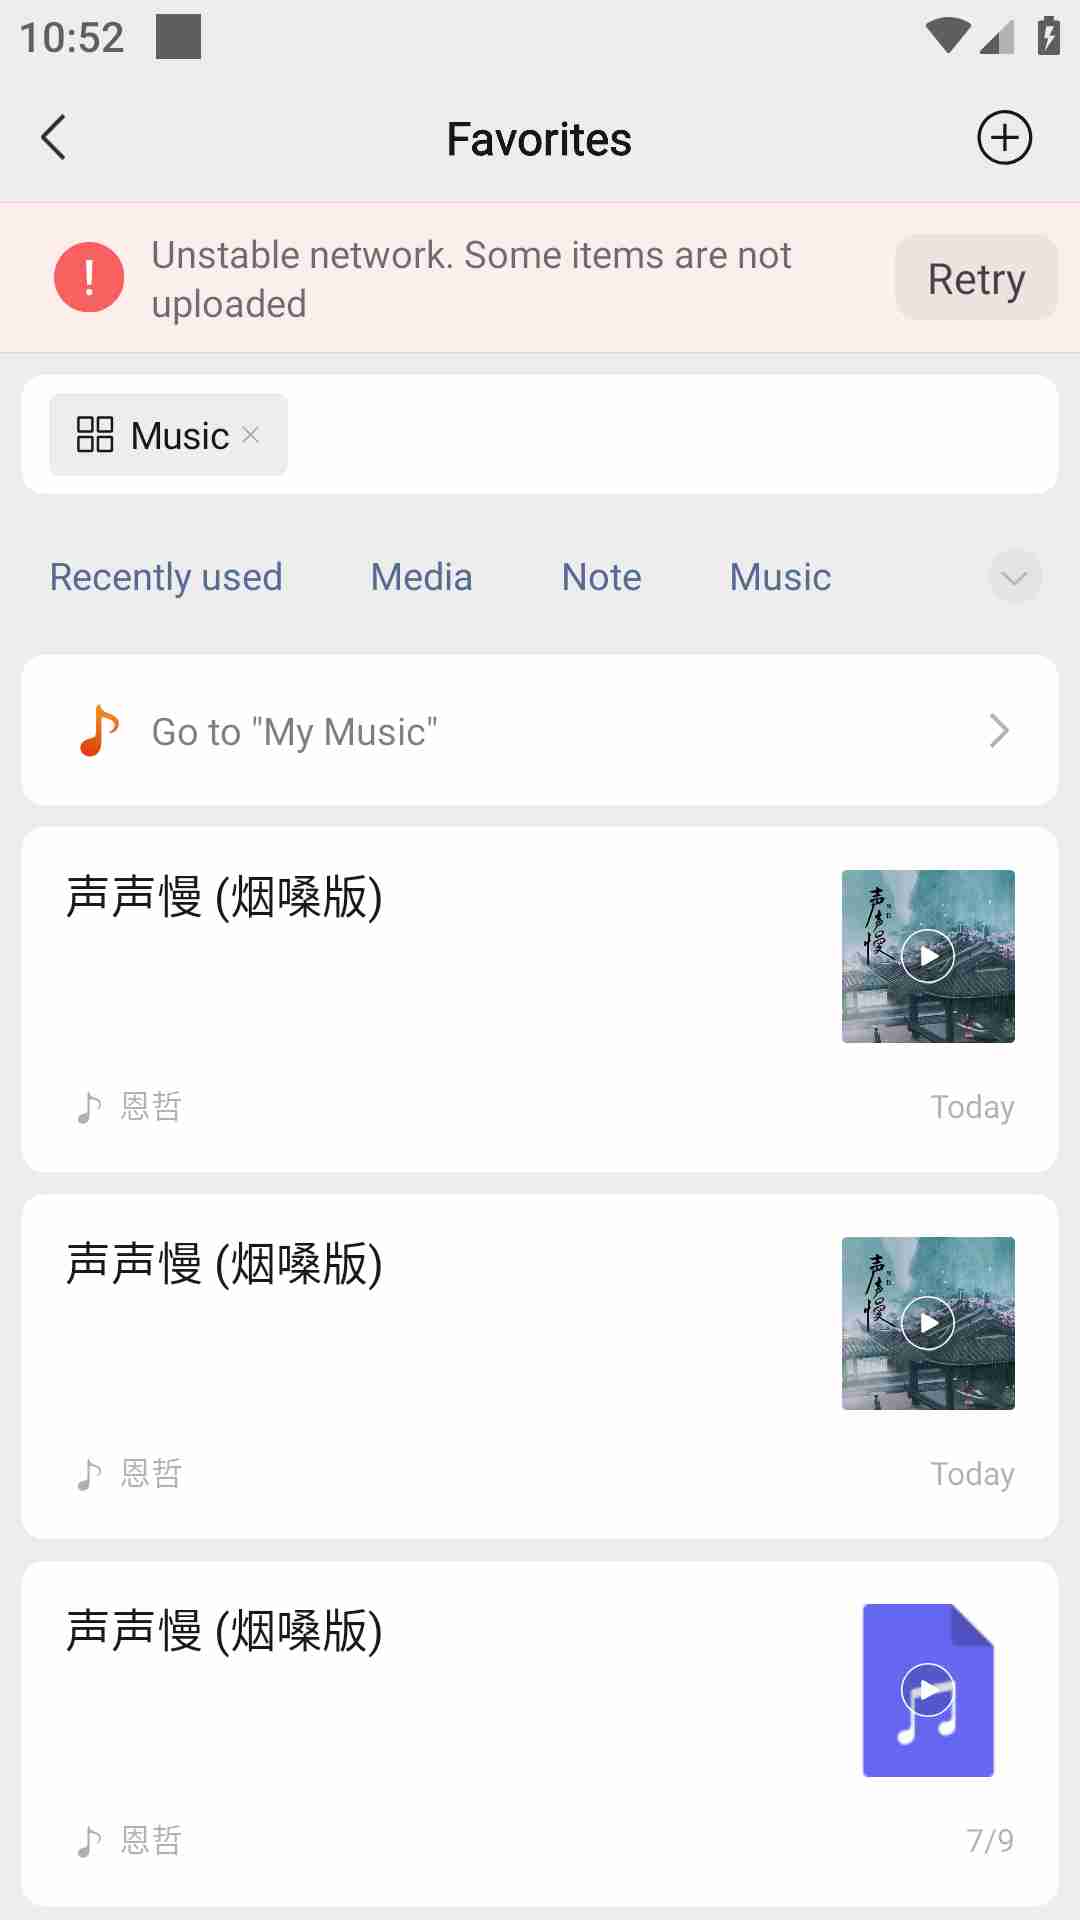 10:52
Favorites
Unstable network. Some items are not
uploaded
Retry
Music
Recently used
Media
Note
Music
Go to "My Music"
声声慢 (烟嗓版)
声声慢
恩哲
Today
声声慢 (烟嗓版)
声声慢
恩哲
Today
声声慢 (烟嗓版)
恩哲
7/9